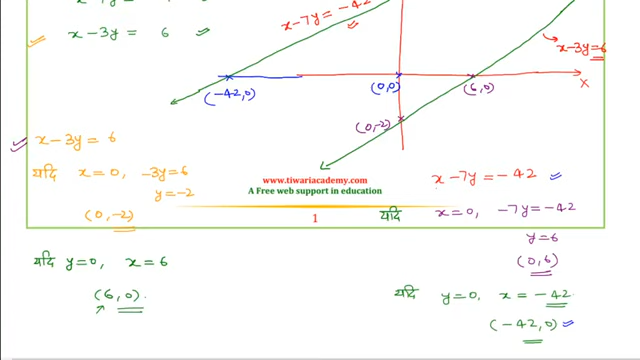 x-7y = -42
x-3y = 6
x-3y=6
X
(-42,0)
(0,0)
(6,0)
(0,-2)
x-3y = 6
यदि x=0, -3y=6
y=-2
(0,-2)
यदि y=0, x=6
(6,0).
www.tiwariacademy.com
A Free web support in education
1
x-7y = -42
यदि x=0, -7y=-42
y=6
(0,6)
यदि y=0, x = -42
(-42,0)